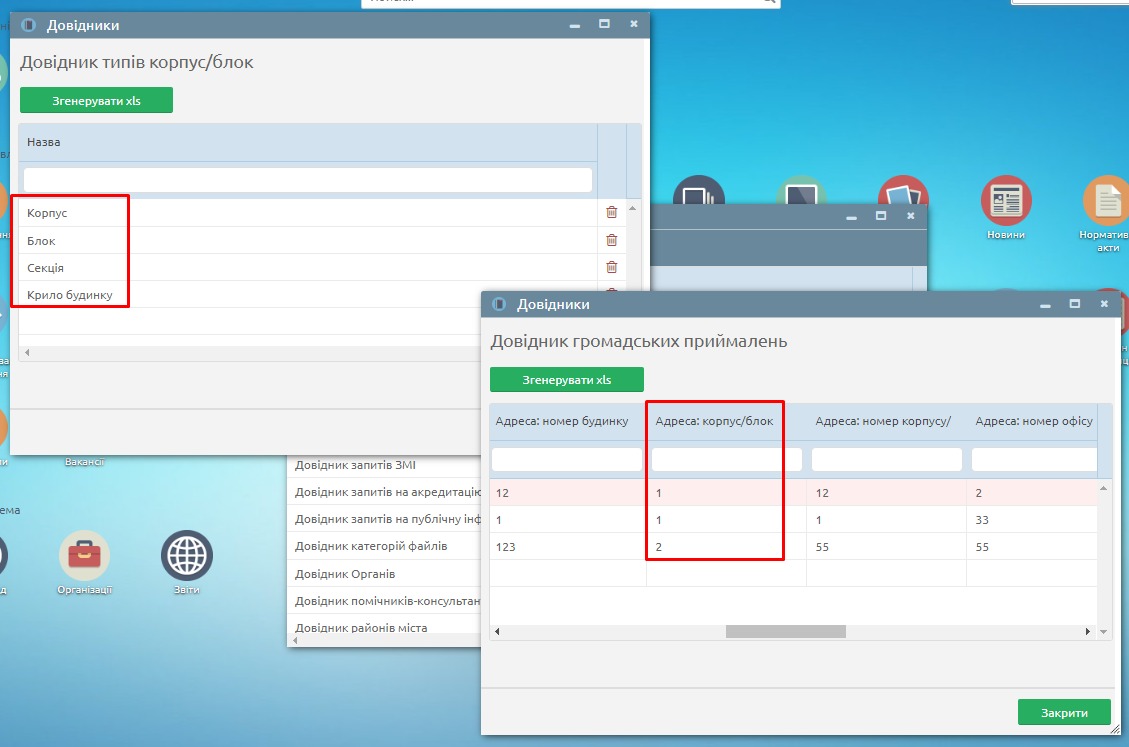 Довідники
Довідник типів корпус/блок
Згенерувати xls
Назва
Корпус
Блок
Секція
Крило будинку
Новини
Норматив
акти
Довідники
Довідник громадських приймалень
Згенерувати xls
Адреса: номер будинку
Адреса: корпус/блок
Адреса: номер корпусу/
Адреса: номер офісу
12
1
12
2
1
1
1
33
123
2
55
55
Закрити
Вакансії
Довідник запитів ЗМІ
Довідник запитів на акредитацію
Довідник запитів на публічну інф
Довідник категорій файлів
Довідник Органів
Довідник помічників-консультан
Довідник районів міста
ема
Організації
Звіти